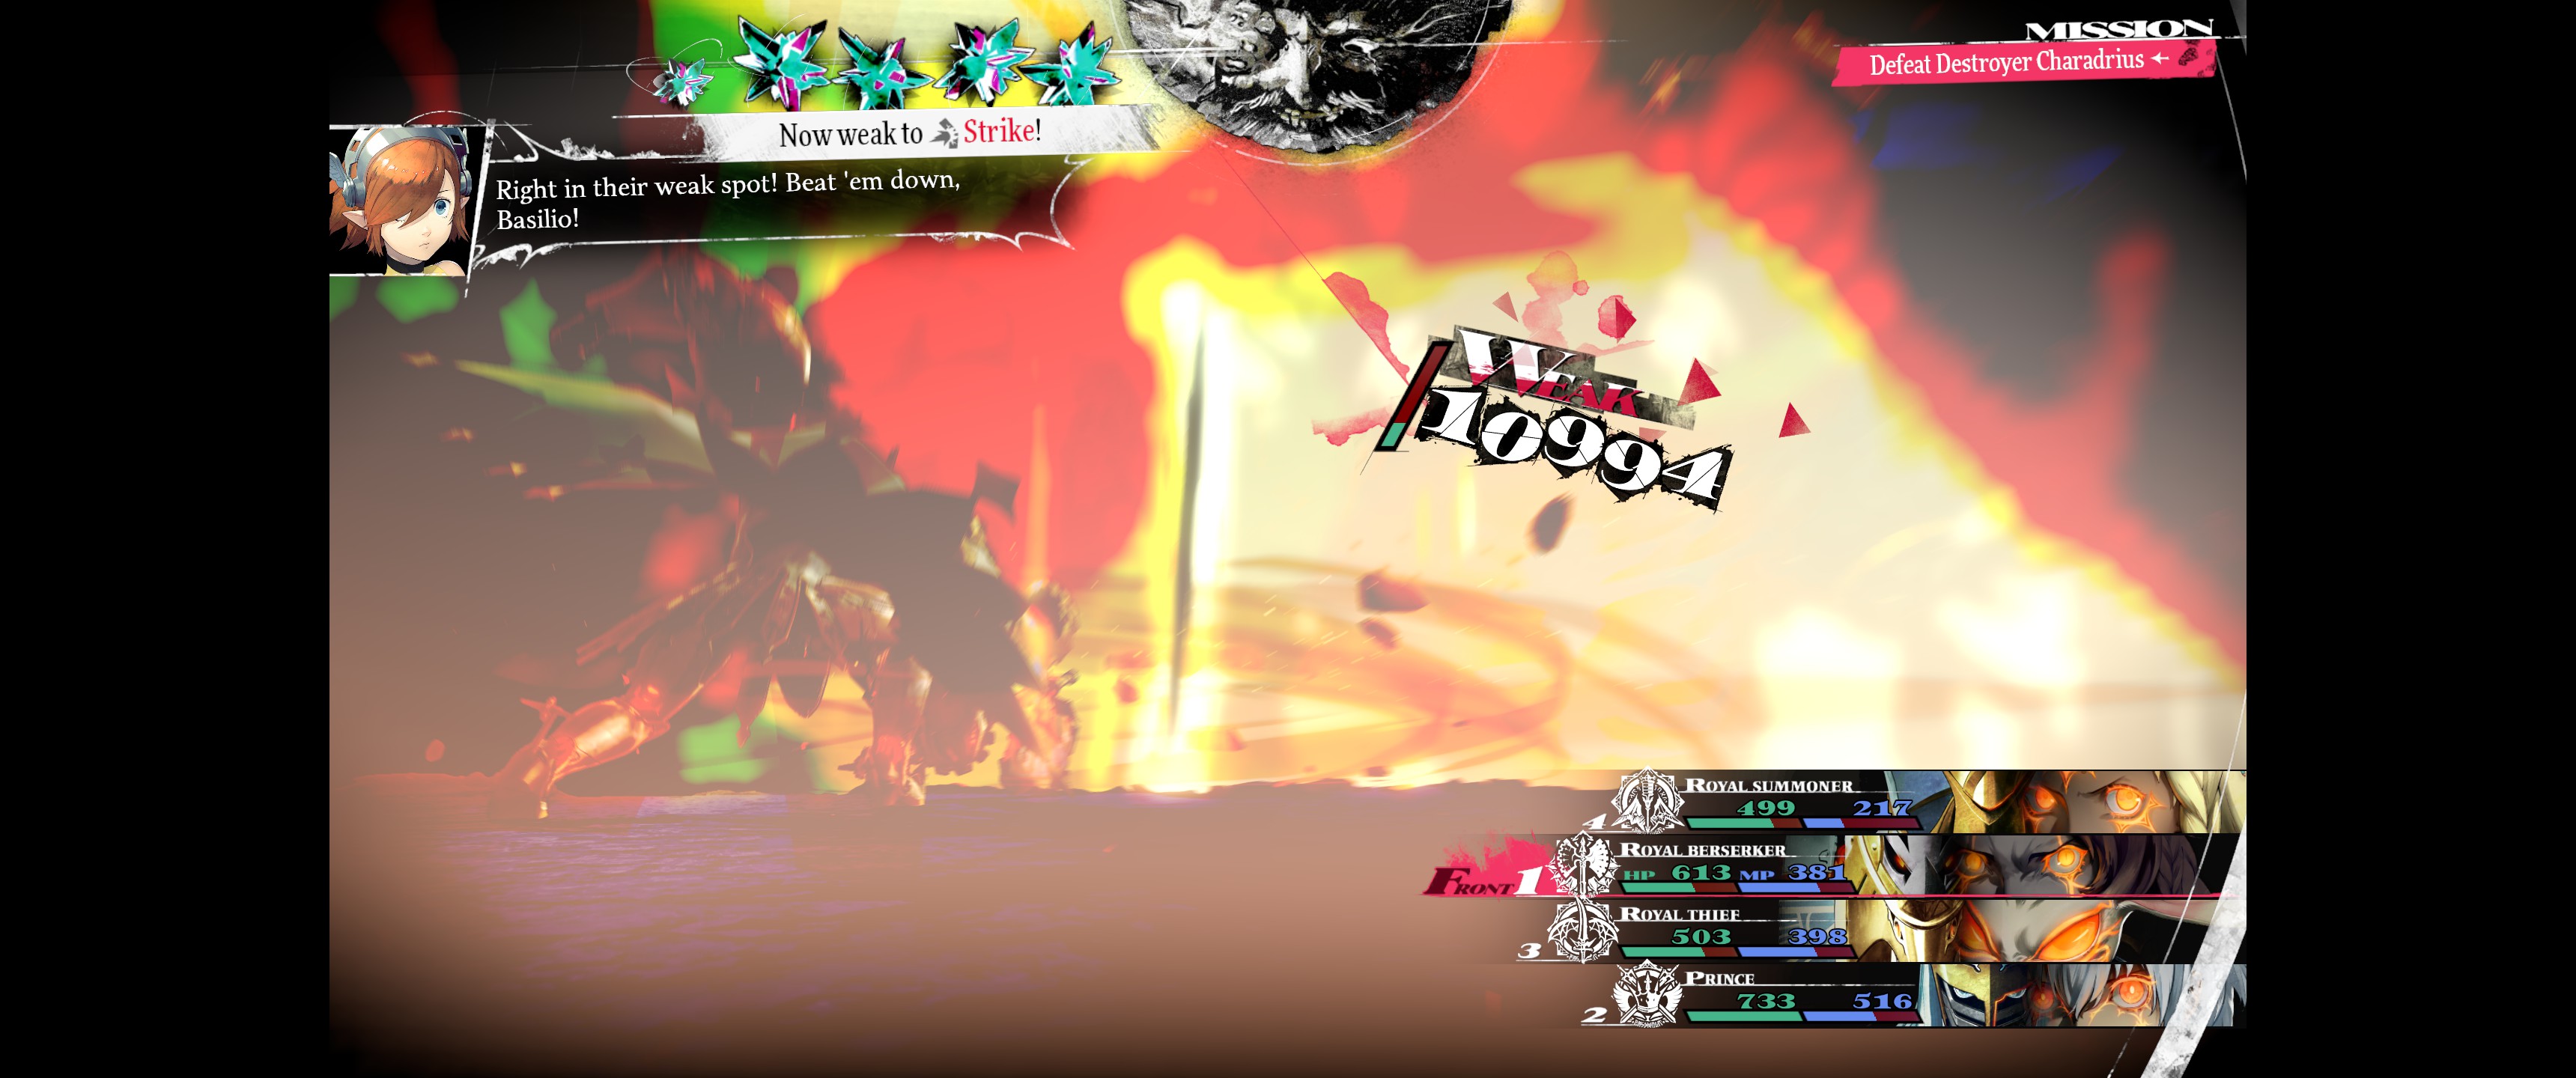 MISSION
Defeat Destroyer Charadrius
Now weak to Strike!
Right in their weak spot! Beat 'em down,
Basilio!
WEAK
10994
ROYAL SUMMONER
499 217
4
ROYAL BERSERKER
HP 613 MP 381
FRONT 1
ROYAL THIEF
503 398
3
PRINCE
733 516
2